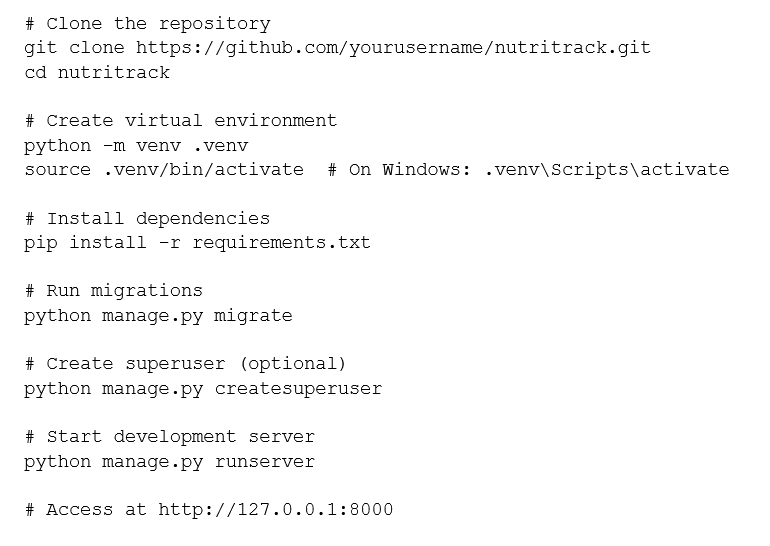 # Clone the repository
git clone https://github.com/yourusername/nutritrack.git
cd nutritrack

# Create virtual environment
python -m venv .venv
source .venv/bin/activate  # On Windows: .venv\Scripts\activate

# Install dependencies
pip install -r requirements.txt

# Run migrations
python manage.py migrate

# Create superuser (optional)
python manage.py createsuperuser

# Start development server
python manage.py runserver

# Access at http://127.0.0.1:8000